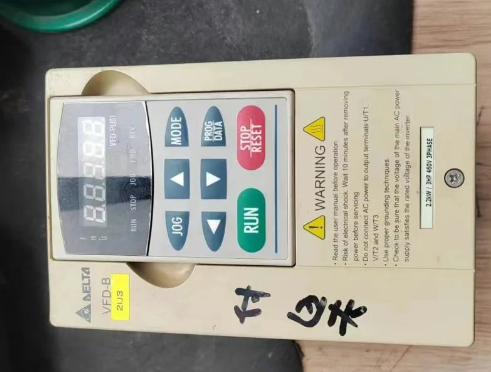 DELTA
VFD-B
2U3
VFD-PU01
RUN STOP JOG FWD REV
MODE
PROG
DATA
STOP
RESET
JOG
RUN
WARNING
• Read the user manual before operation.
• Risk of electrical shock. Wait 10 minutes after removing
power before servicing.
• Do not connect AC power to output terminals U/T1
V/T2 and W/T3.
• Use proper grounding techniques.
• Check to be sure that the voltage of the main AC power
supply satisfies the rated voltage of the inverter.
2.2kW / 3HP 460V 3PHASE